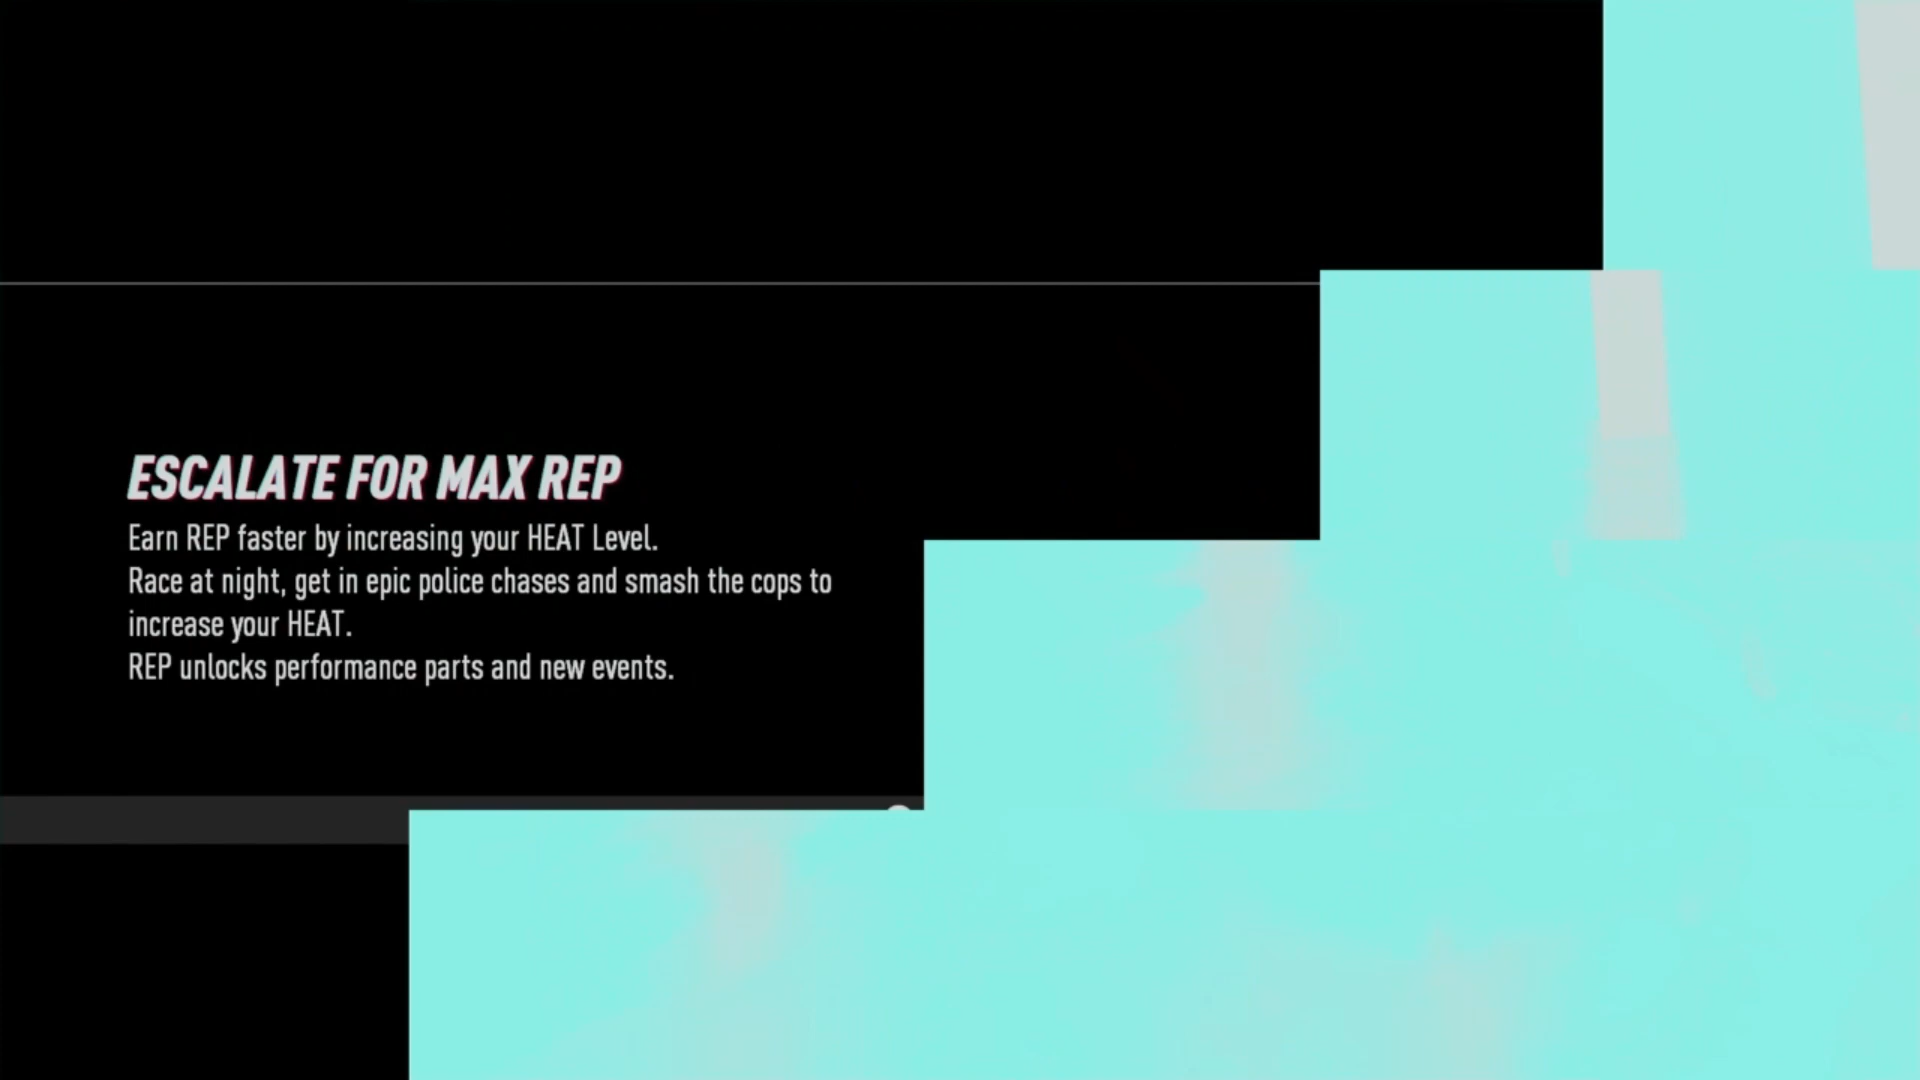 ESCALATE FOR MAX REP
Earn REP faster by increasing your HEAT Level.
Race at night, get in epic police chases and smash the cops to
increase your HEAT.
REP unlocks performance parts and new events.